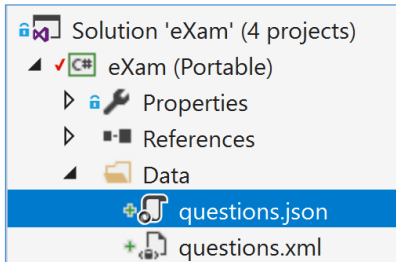 Solution 'eXam' (4 projects)
C# eXam (Portable)
Properties
References
Data
questions.json
questions.xml